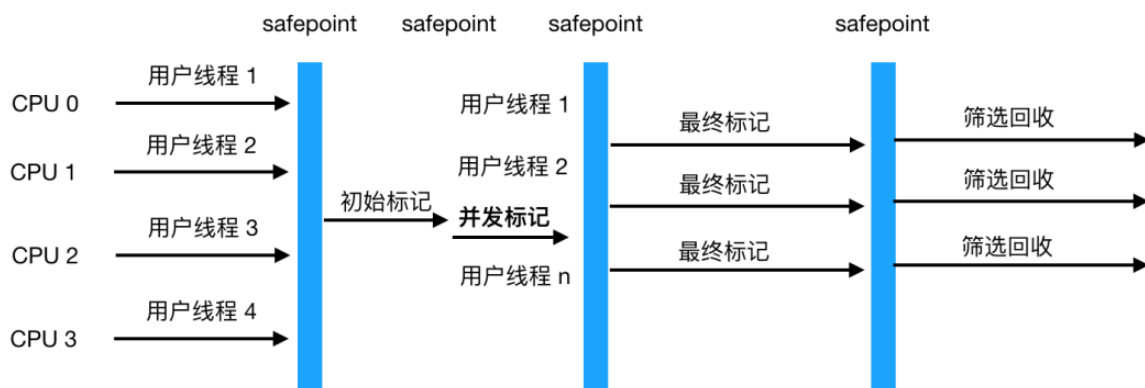 safepoint safepoint safepoint safepoint
CPU 0 用户线程 1 用户线程 1 最终标记 筛选回收
CPU 1 用户线程 2 用户线程 2 最终标记 筛选回收
初始标记 并发标记
CPU 2 用户线程 3 用户线程 n 最终标记 筛选回收
CPU 3 用户线程 4